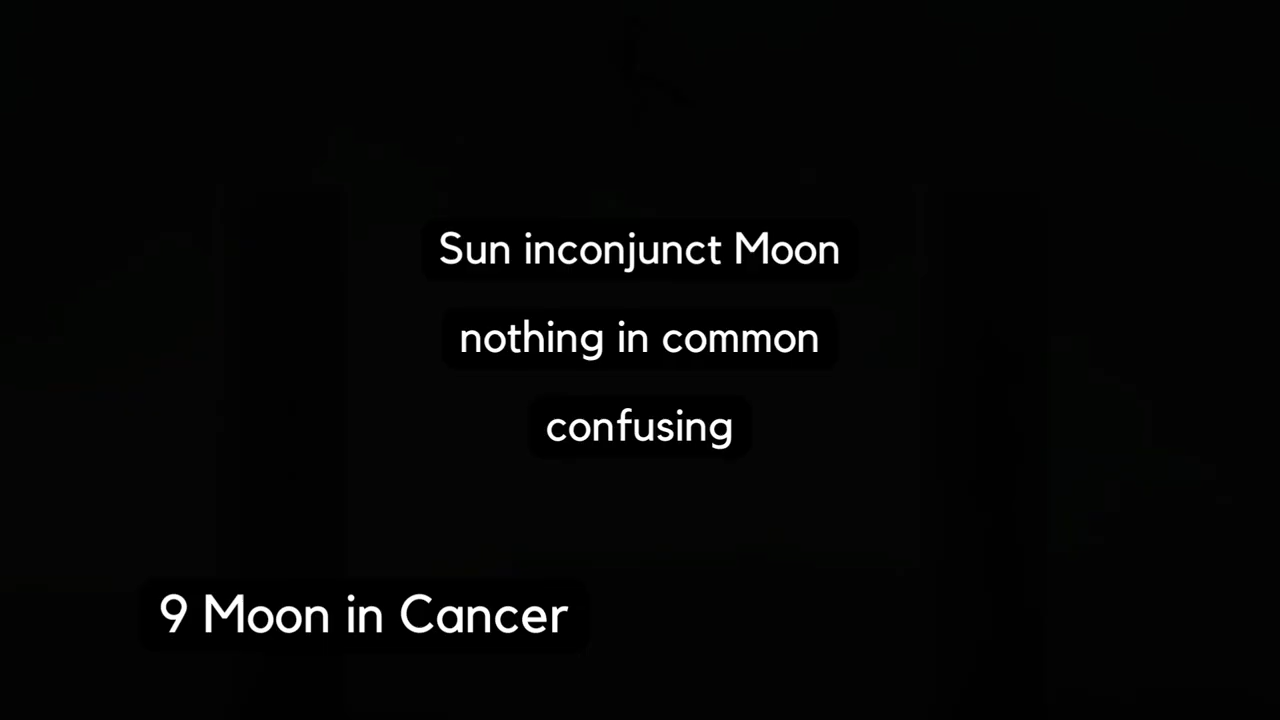 Sun inconjunct Moon
nothing in common
confusing
9 Moon in Cancer